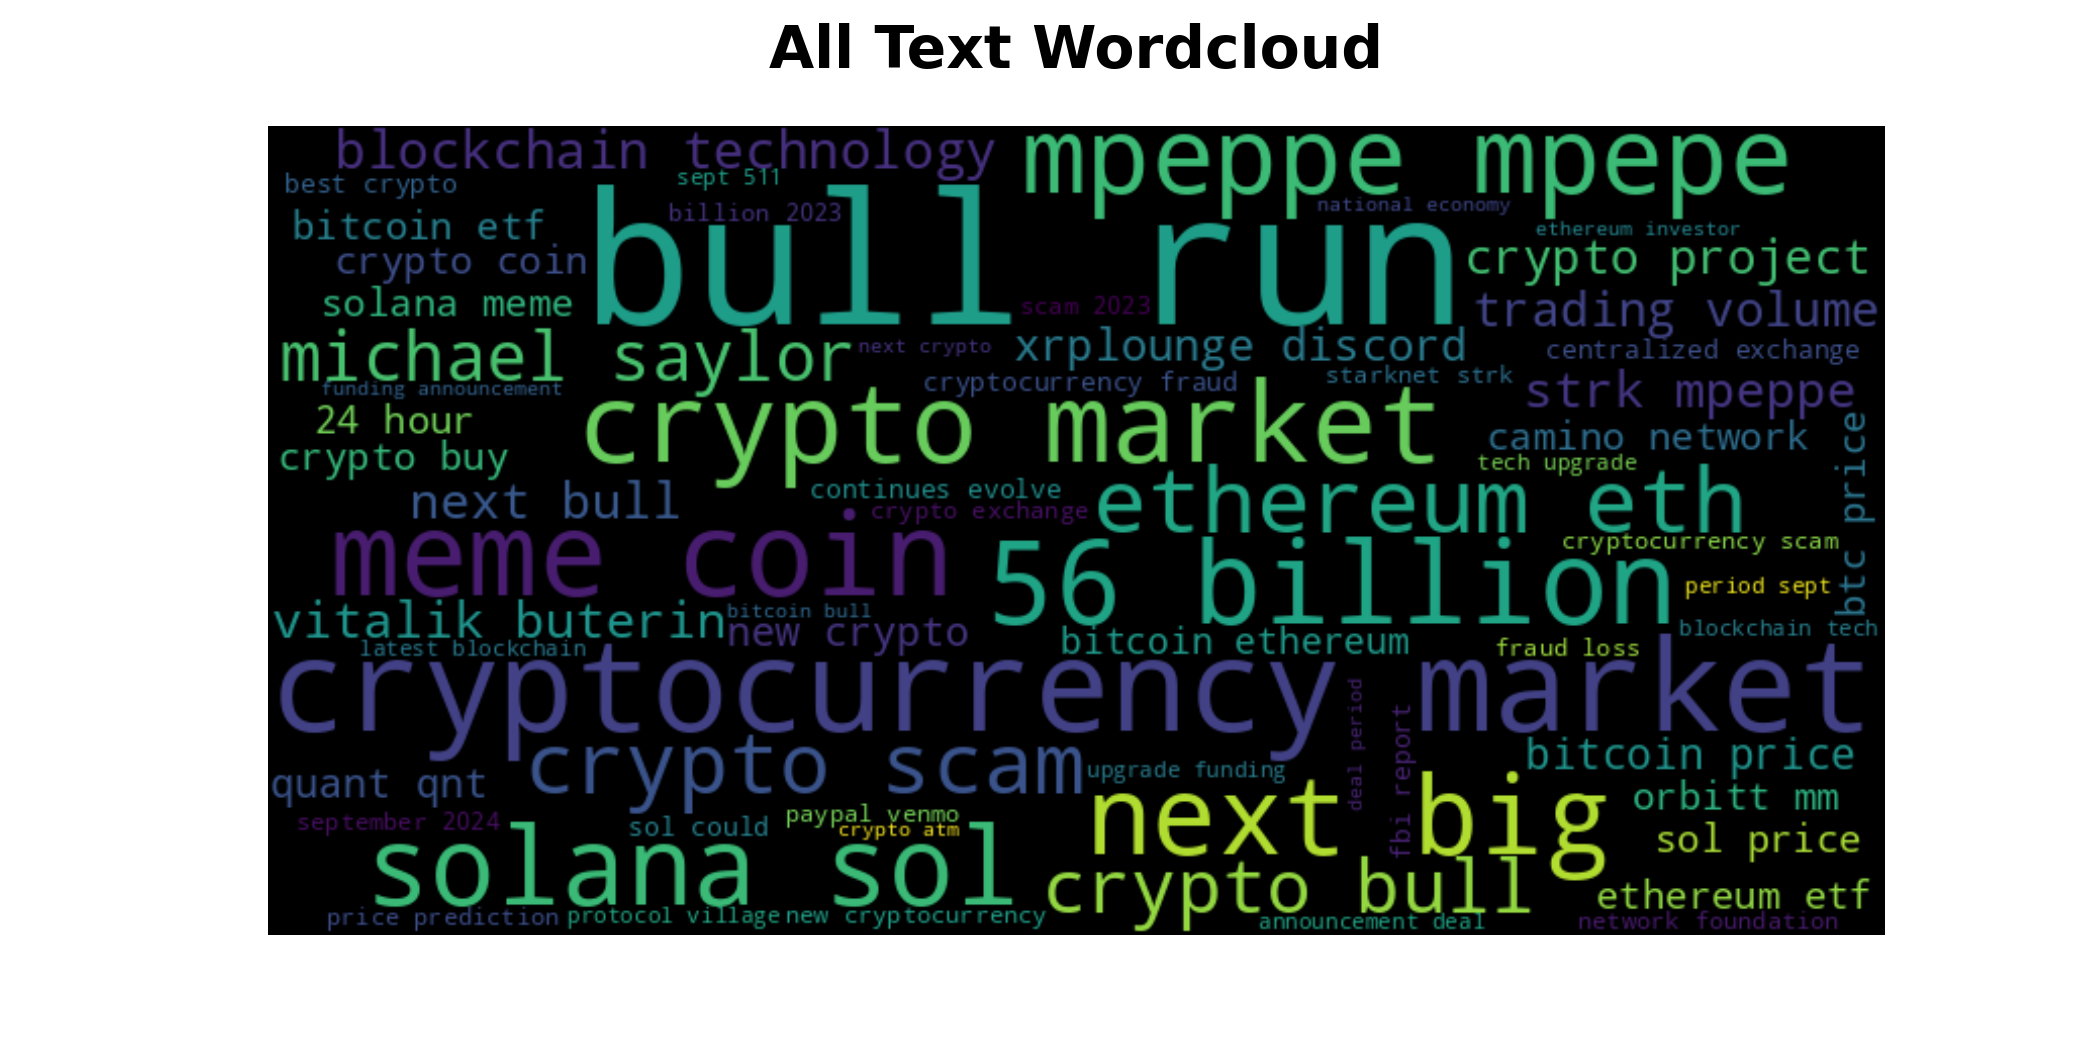 All Text Wordcloud
blockchain technology
mpeppe mpepe
best crypto
sept 511
billion 2023
national economy
bitcoin etf
bull run
ethereum investor
crypto coin
crypto project
solana meme
scam 2023
trading volume
michael saylor
next crypto
xrplounge discord
centralized exchange
funding announcement
cryptocurrency fraud
starknet strk
strk mpeppe
24 hour
crypto market
camino network
btc price
crypto buy
tech upgrade
next bull
continues evolve
ethereum eth
crypto exchange
meme coin
56 billion
cryptocurrency scam
period sept
vitalik buterin
bitcoin bull
new crypto
bitcoin ethereum
blockchain tech
latest blockchain
fraud loss
cryptocurrency market
deal period
fbi report
quant qnt
crypto scam
upgrade funding
bitcoin price
next big
orbitt mm
september 2024
sol could
paypal venmo
crypto atm
sol price
solana sol
crypto bull
ethereum etf
price prediction
protocol village
new cryptocurrency
announcement deal
network foundation